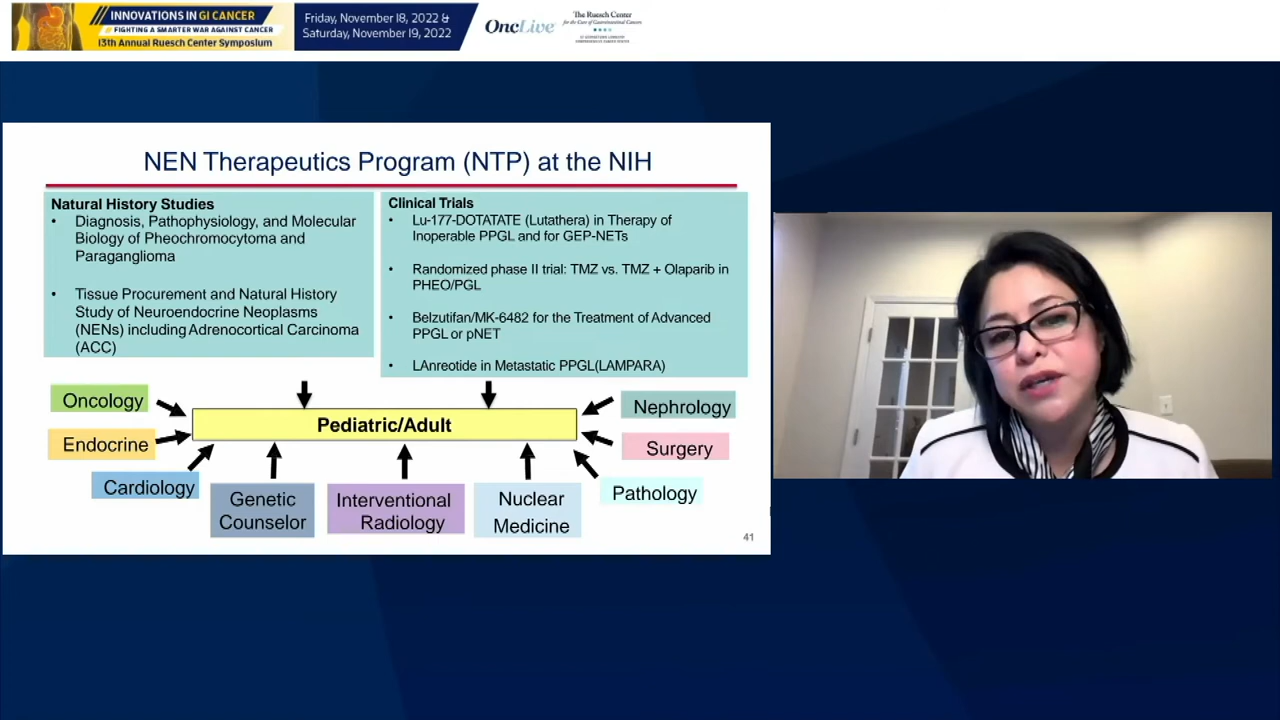 INNOVATIONS IN GI CANCER
FIGHTING A SMARTER WAR AGAINST CANCER
13th Annual Ruesch Center Symposium
Friday, November 18, 2022 &
Saturday, November 19, 2022
OncLive
The Ruesch Center
for the Cure of Gastrointestinal Cancers
NEN Therapeutics Program (NTP) at the NIH
Natural History Studies
• Diagnosis, Pathophysiology, and Molecular
Biology of Pheochromocytoma and
Paraganglioma
• Tissue Procurement and Natural History
Study of Neuroendocrine Neoplasms
(NENs) including Adrenocortical Carcinoma
(ACC)
Clinical Trials
• Lu-177-DOTATATE (Lutathera) in Therapy of
Inoperable PPGL and for GEP-NETs
• Randomized phase II trial: TMZ vs. TMZ + Olaparib in
PHEO/PGL
• Belzutifan/MK-6482 for the Treatment of Advanced
PPGL or pNET
• LAnreotide in Metastatic PPGL(LAMPARA)
Pediatric/Adult
Oncology
Endocrine
Cardiology
Genetic
Counselor
Interventional
Radiology
Nuclear
Medicine
Nephrology
Surgery
Pathology
41